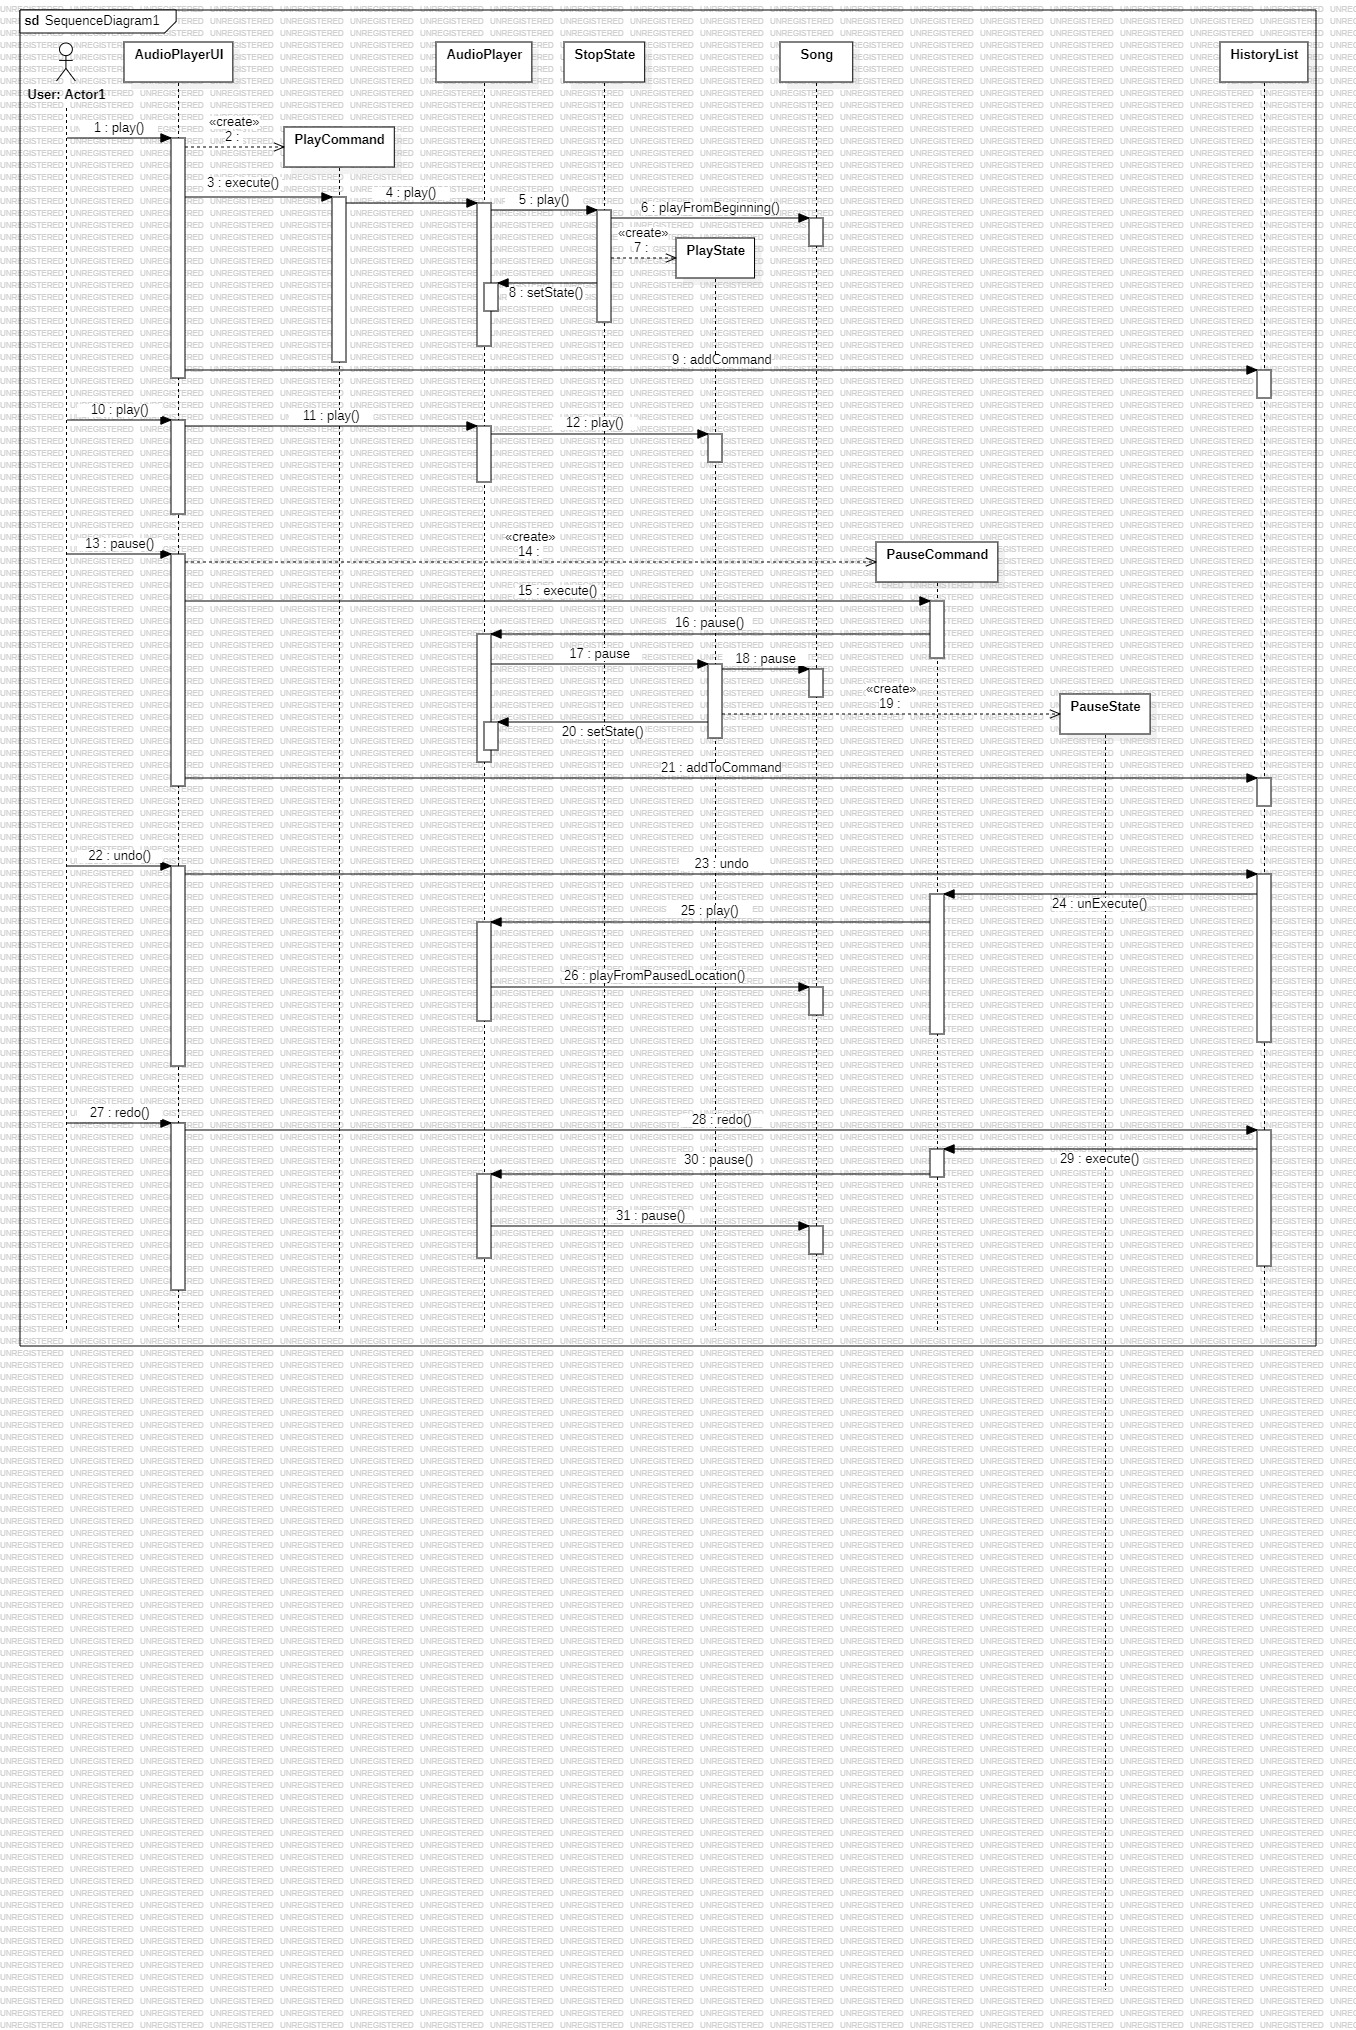 sd SequenceDiagram1
User: Actor1
AudioPlayerUI
AudioPlayer
StopState
Song
HistoryList
1 : play()
«create»
2 :
PlayCommand
3 : execute()
4 : play()
5 : play()
6 : playFromBeginning()
«create»
7 :
PlayState
8 : setState()
9 : addCommand
10 : play()
11 : play()
12 : play()
13 : pause()
«create»
14 :
PauseCommand
15 : execute()
16 : pause()
17 : pause
18 : pause
«create»
19 :
PauseState
20 : setState()
21 : addToCommand
22 : undo()
23 : undo
24 : unExecute()
25 : play()
26 : playFromPausedLocation()
27 : redo()
28 : redo()
29 : execute()
30 : pause()
31 : pause()
UNREGISTERED